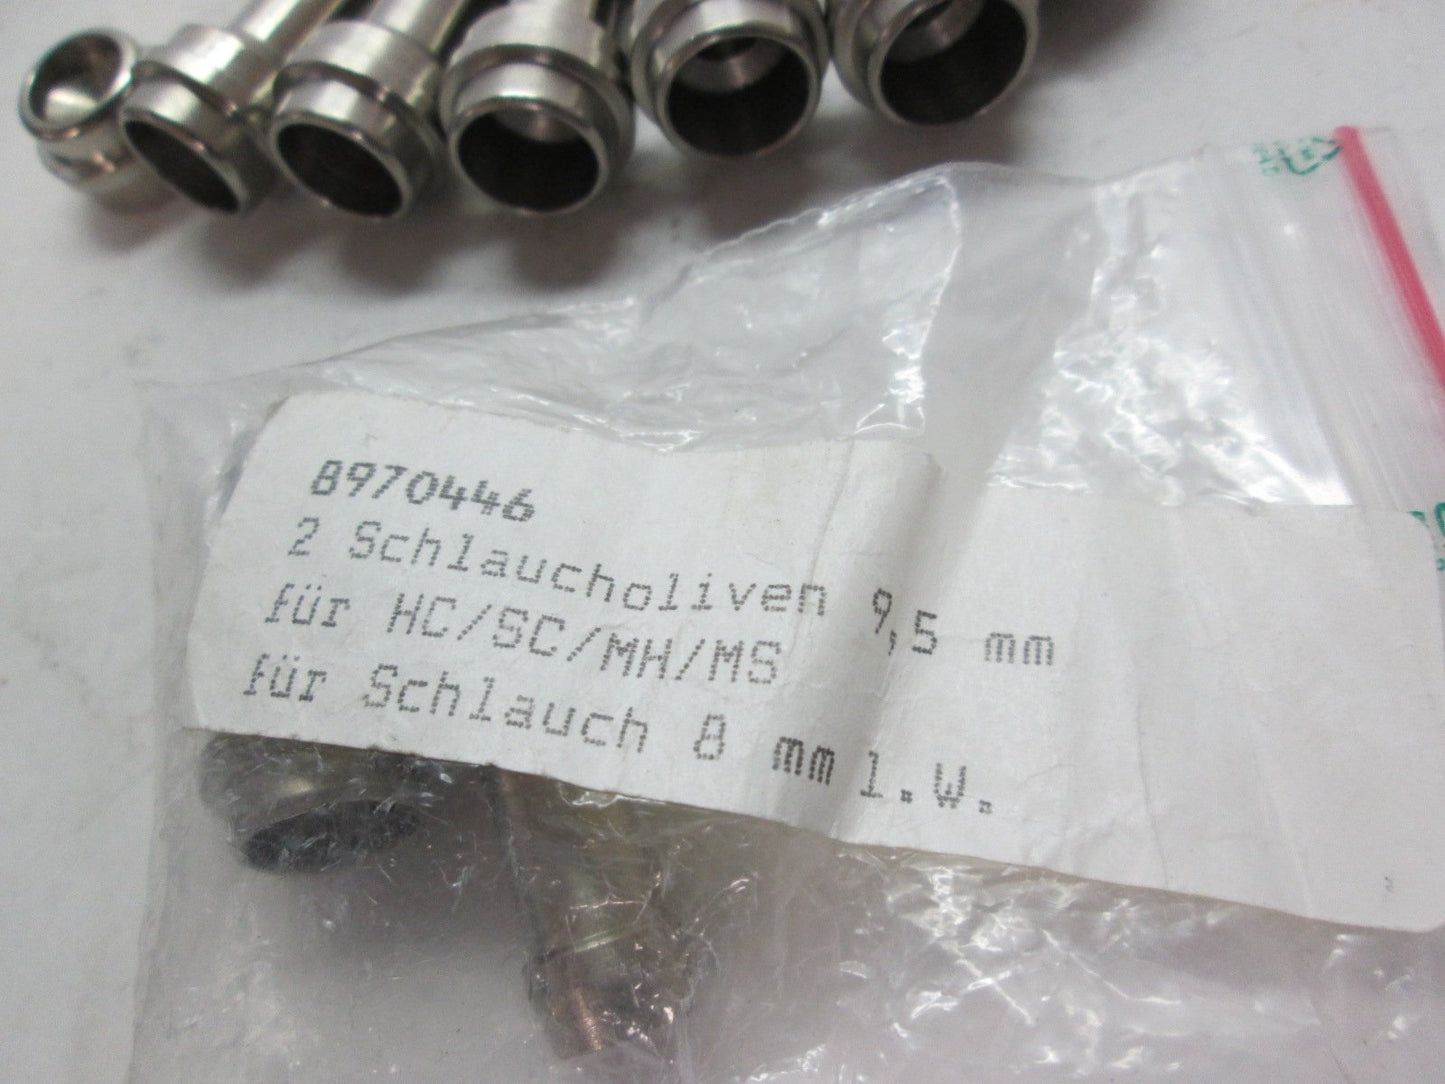 8970446
2 Schlaucholiven 9,5 mm
für HC/SC/MH/MS
für Schlauch 8 mm l.w.